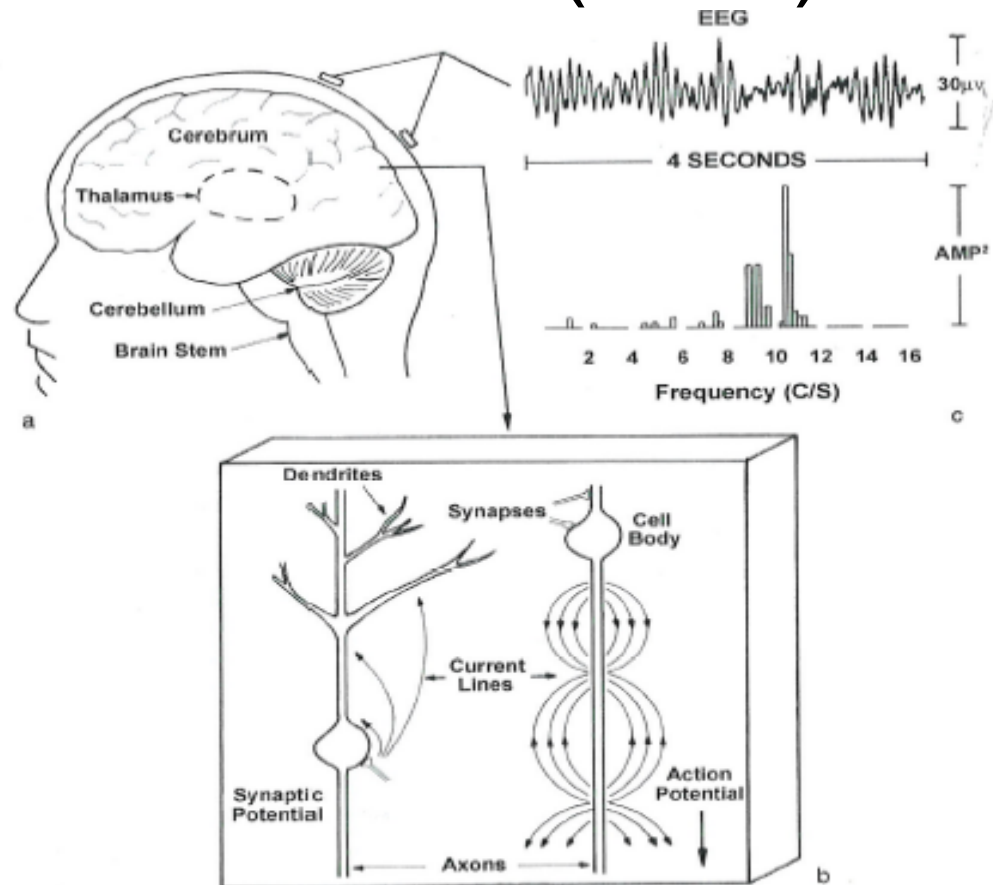 EEG
30μv
4 SECONDS
AMP²
2 4 6 8 10 12 14 16
Frequency (C/S)
c
Cerebrum
Thalamus
Cerebellum
Brain Stem
a
Dendrites
Synapses
Cell
Body
Current
Lines
Synaptic
Potential
Action
Potential
Axons
b